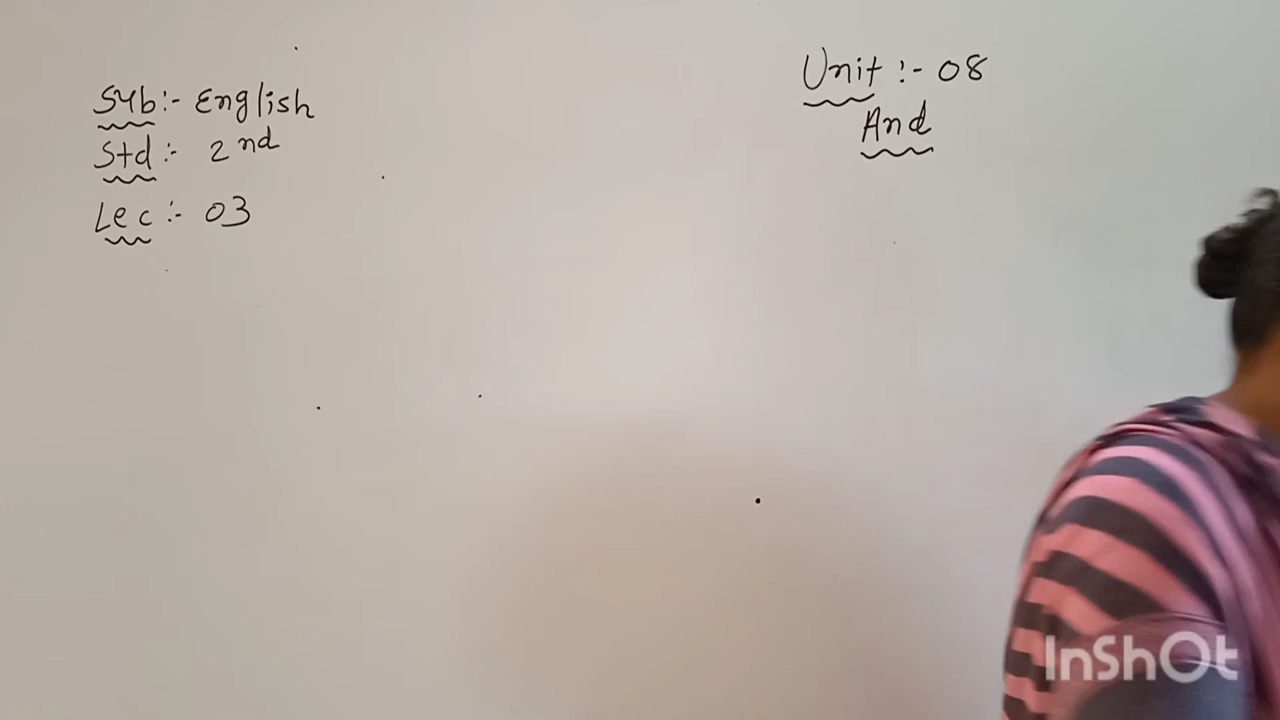 Sub:- English
Std:- 2nd
Lec:- 03
Unit:- 08
And
InShOt